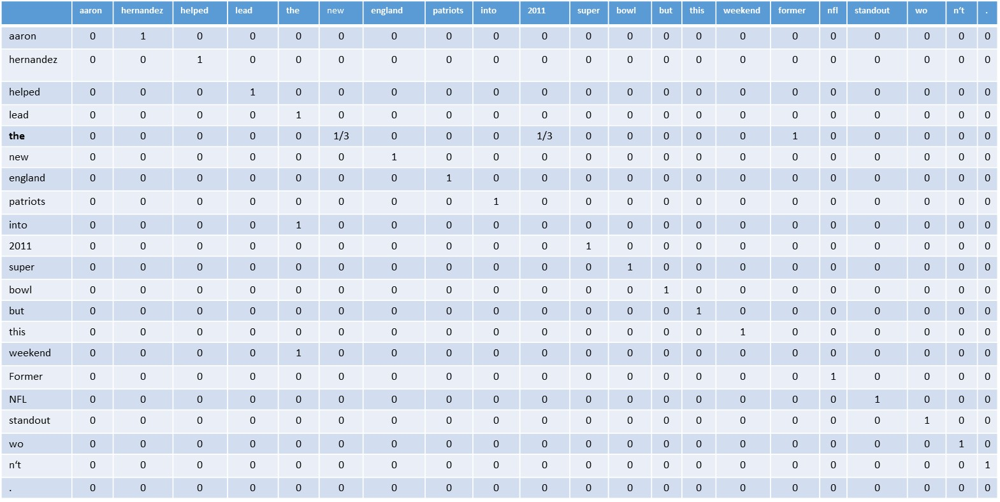 aaron hernandez helped lead the new england patriots into 2011 super bowl but this weekend former nfl standout wo n't .
aaron 0 1 0 0 0 0 0 0 0 0 0 0 0 0 0 0 0 0 0 0 0
hernandez 0 0 1 0 0 0 0 0 0 0 0 0 0 0 0 0 0 0 0 0 0
helped 0 0 0 1 0 0 0 0 0 0 0 0 0 0 0 0 0 0 0 0 0
lead 0 0 0 0 1 0 0 0 0 0 0 0 0 0 0 0 0 0 0 0 0
the 0 0 0 0 0 1/3 0 0 0 1/3 0 0 0 0 0 1 0 0 0 0 0
new 0 0 0 0 0 0 1 0 0 0 0 0 0 0 0 0 0 0 0 0 0
england 0 0 0 0 0 0 0 1 0 0 0 0 0 0 0 0 0 0 0 0 0
patriots 0 0 0 0 0 0 0 0 1 0 0 0 0 0 0 0 0 0 0 0 0
into 0 0 0 0 1 0 0 0 0 0 0 0 0 0 0 0 0 0 0 0 0
2011 0 0 0 0 0 0 0 0 0 0 1 0 0 0 0 0 0 0 0 0 0
super 0 0 0 0 0 0 0 0 0 0 0 1 0 0 0 0 0 0 0 0 0
bowl 0 0 0 0 0 0 0 0 0 0 0 0 1 0 0 0 0 0 0 0 0
but 0 0 0 0 0 0 0 0 0 0 0 0 0 1 0 0 0 0 0 0 0
this 0 0 0 0 0 0 0 0 0 0 0 0 0 0 1 0 0 0 0 0 0
weekend 0 0 0 0 1 0 0 0 0 0 0 0 0 0 0 0 0 0 0 0 0
Former 0 0 0 0 0 0 0 0 0 0 0 0 0 0 0 0 1 0 0 0 0
NFL 0 0 0 0 0 0 0 0 0 0 0 0 0 0 0 0 0 1 0 0 0
standout 0 0 0 0 0 0 0 0 0 0 0 0 0 0 0 0 0 0 1 0 0
wo 0 0 0 0 0 0 0 0 0 0 0 0 0 0 0 0 0 0 0 1 0
n‘t 0 0 0 0 0 0 0 0 0 0 0 0 0 0 0 0 0 0 0 0 1
. 0 0 0 0 0 0 0 0 0 0 0 0 0 0 0 0 0 0 0 0 0